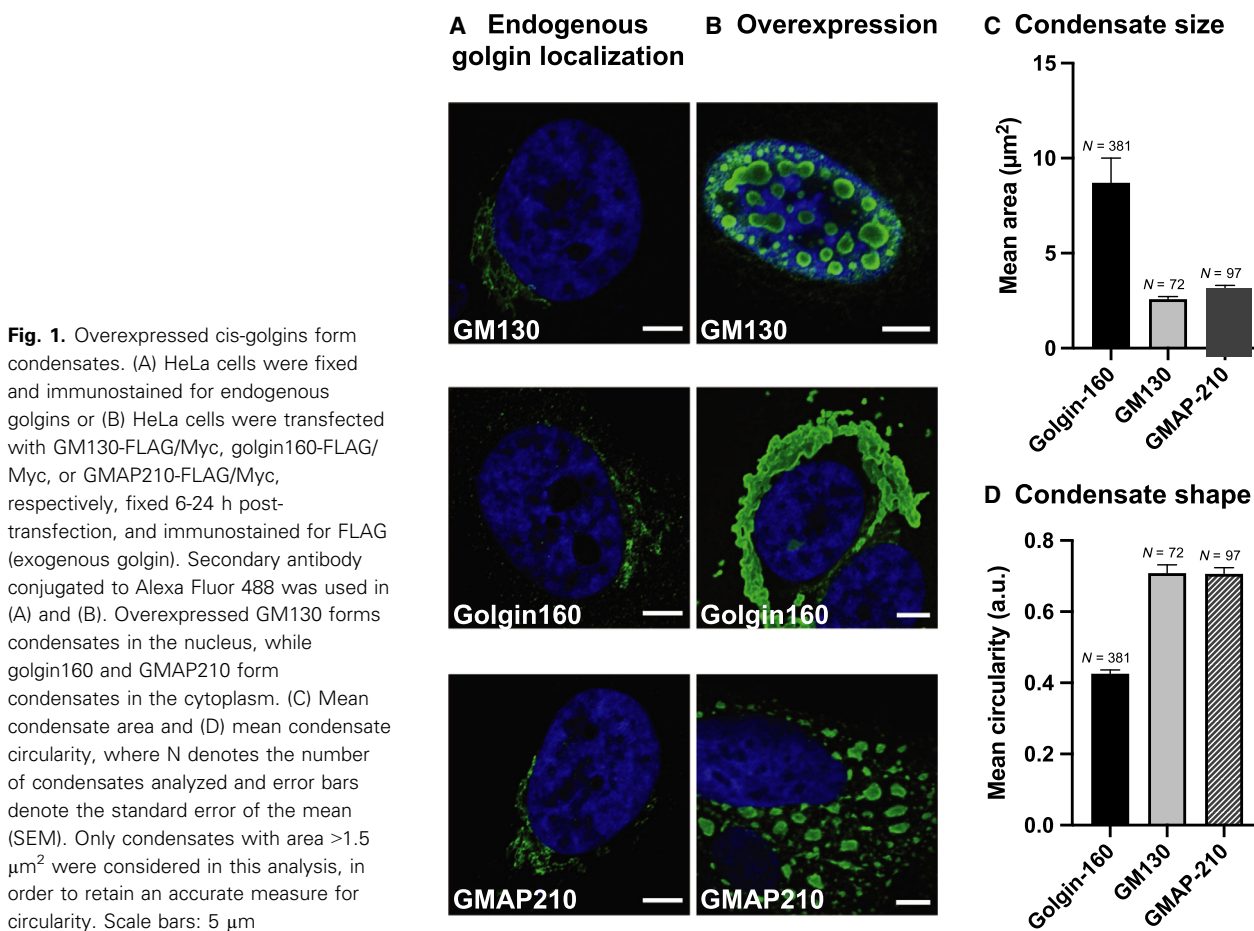 Fig. 1. Overexpressed cis-golgins form
condensates. (A) HeLa cells were fixed
and immunostained for endogenous
golgins or (B) HeLa cells were transfected
with GM130-FLAG/Myc, golgin160-FLAG/
Myc, or GMAP210-FLAG/Myc,
respectively, fixed 6-24 h post-
transfection, and immunostained for FLAG
(exogenous golgin). Secondary antibody
conjugated to Alexa Fluor 488 was used in
(A) and (B). Overexpressed GM130 forms
condensates in the nucleus, while
golgin160 and GMAP210 form
condensates in the cytoplasm. (C) Mean
condensate area and (D) mean condensate
circularity, where N denotes the number
of condensates analyzed and error bars
denote the standard error of the mean
(SEM). Only condensates with area >1.5
μm² were considered in this analysis, in
order to retain an accurate measure for
circularity. Scale bars: 5 μm
A Endogenous
golgin localization
B Overexpression
GM130
GM130
Golgin160
Golgin160
GMAP210
GMAP210
C Condensate size
Mean area (μm²)
15
10
5
0
N = 381
N = 72
N = 97
Golgin-160
GM130
GMAP-210
D Condensate shape
Mean circularity (a.u.)
0.8
0.6
0.4
0.2
0.0
N = 381
N = 72
N = 97
Golgin-160
GM130
GMAP-210